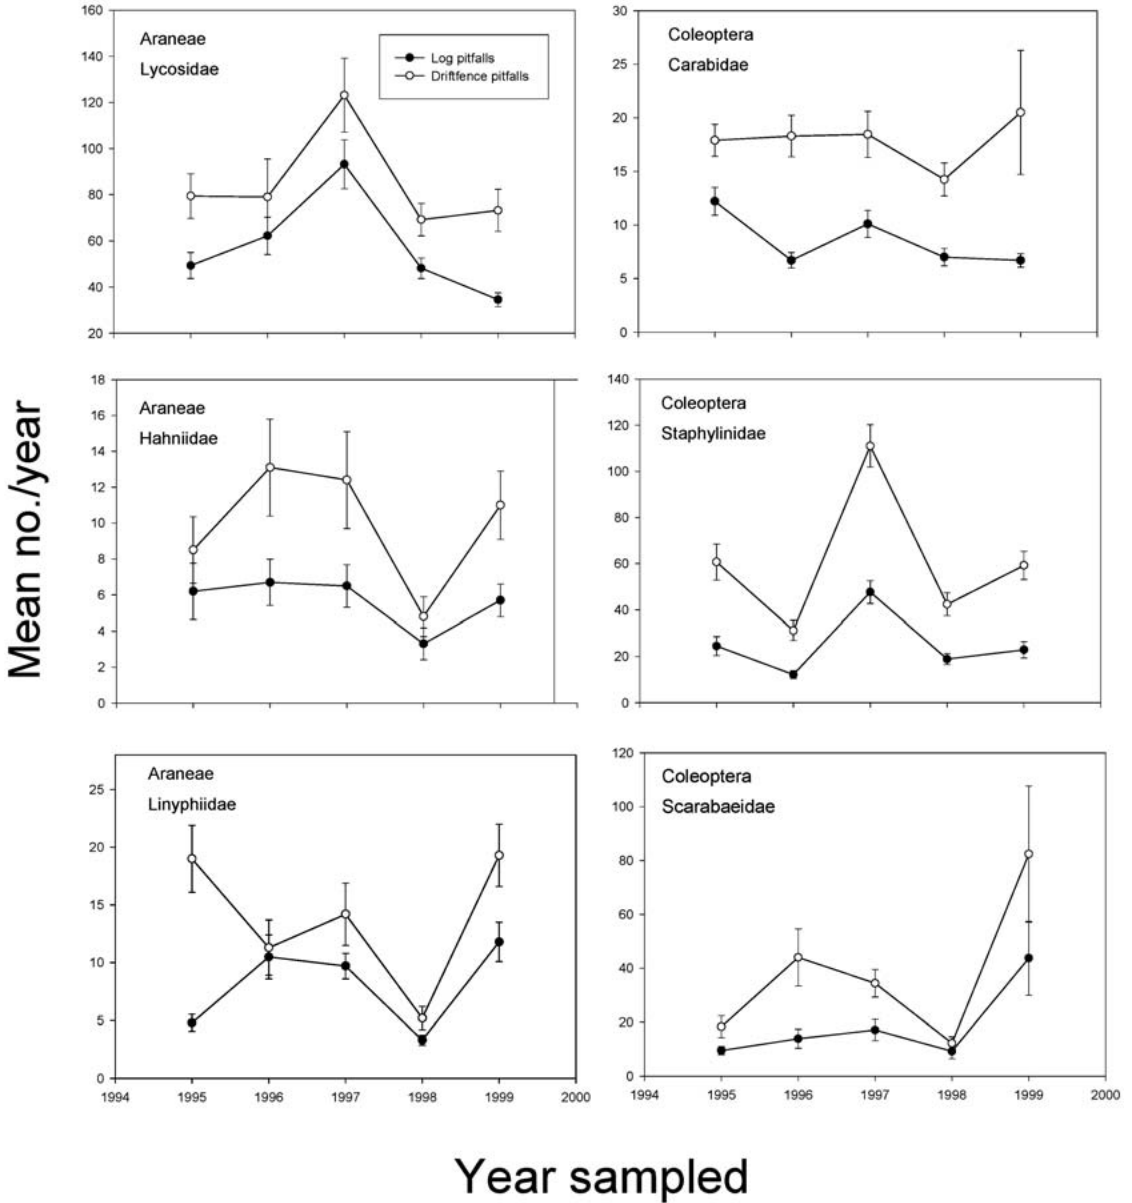 Mean no./year
160
140
120
100
80
60
40
20
Araneae
Lycosidae
Log pitfalls
Driftfence pitfalls
30
25
20
15
10
5
0
Coleoptera
Carabidae
18
16
14
12
10
8
6
4
2
0
Araneae
Hahniidae
140
120
100
80
60
40
20
0
Coleoptera
Staphylinidae
25
20
15
10
5
0
Araneae
Linyphiidae
1994 1995 1996 1997 1998 1999 2000
120
100
80
60
40
20
0
Coleoptera
Scarabaeidae
1994 1995 1996 1997 1998 1999 2000
Year sampled